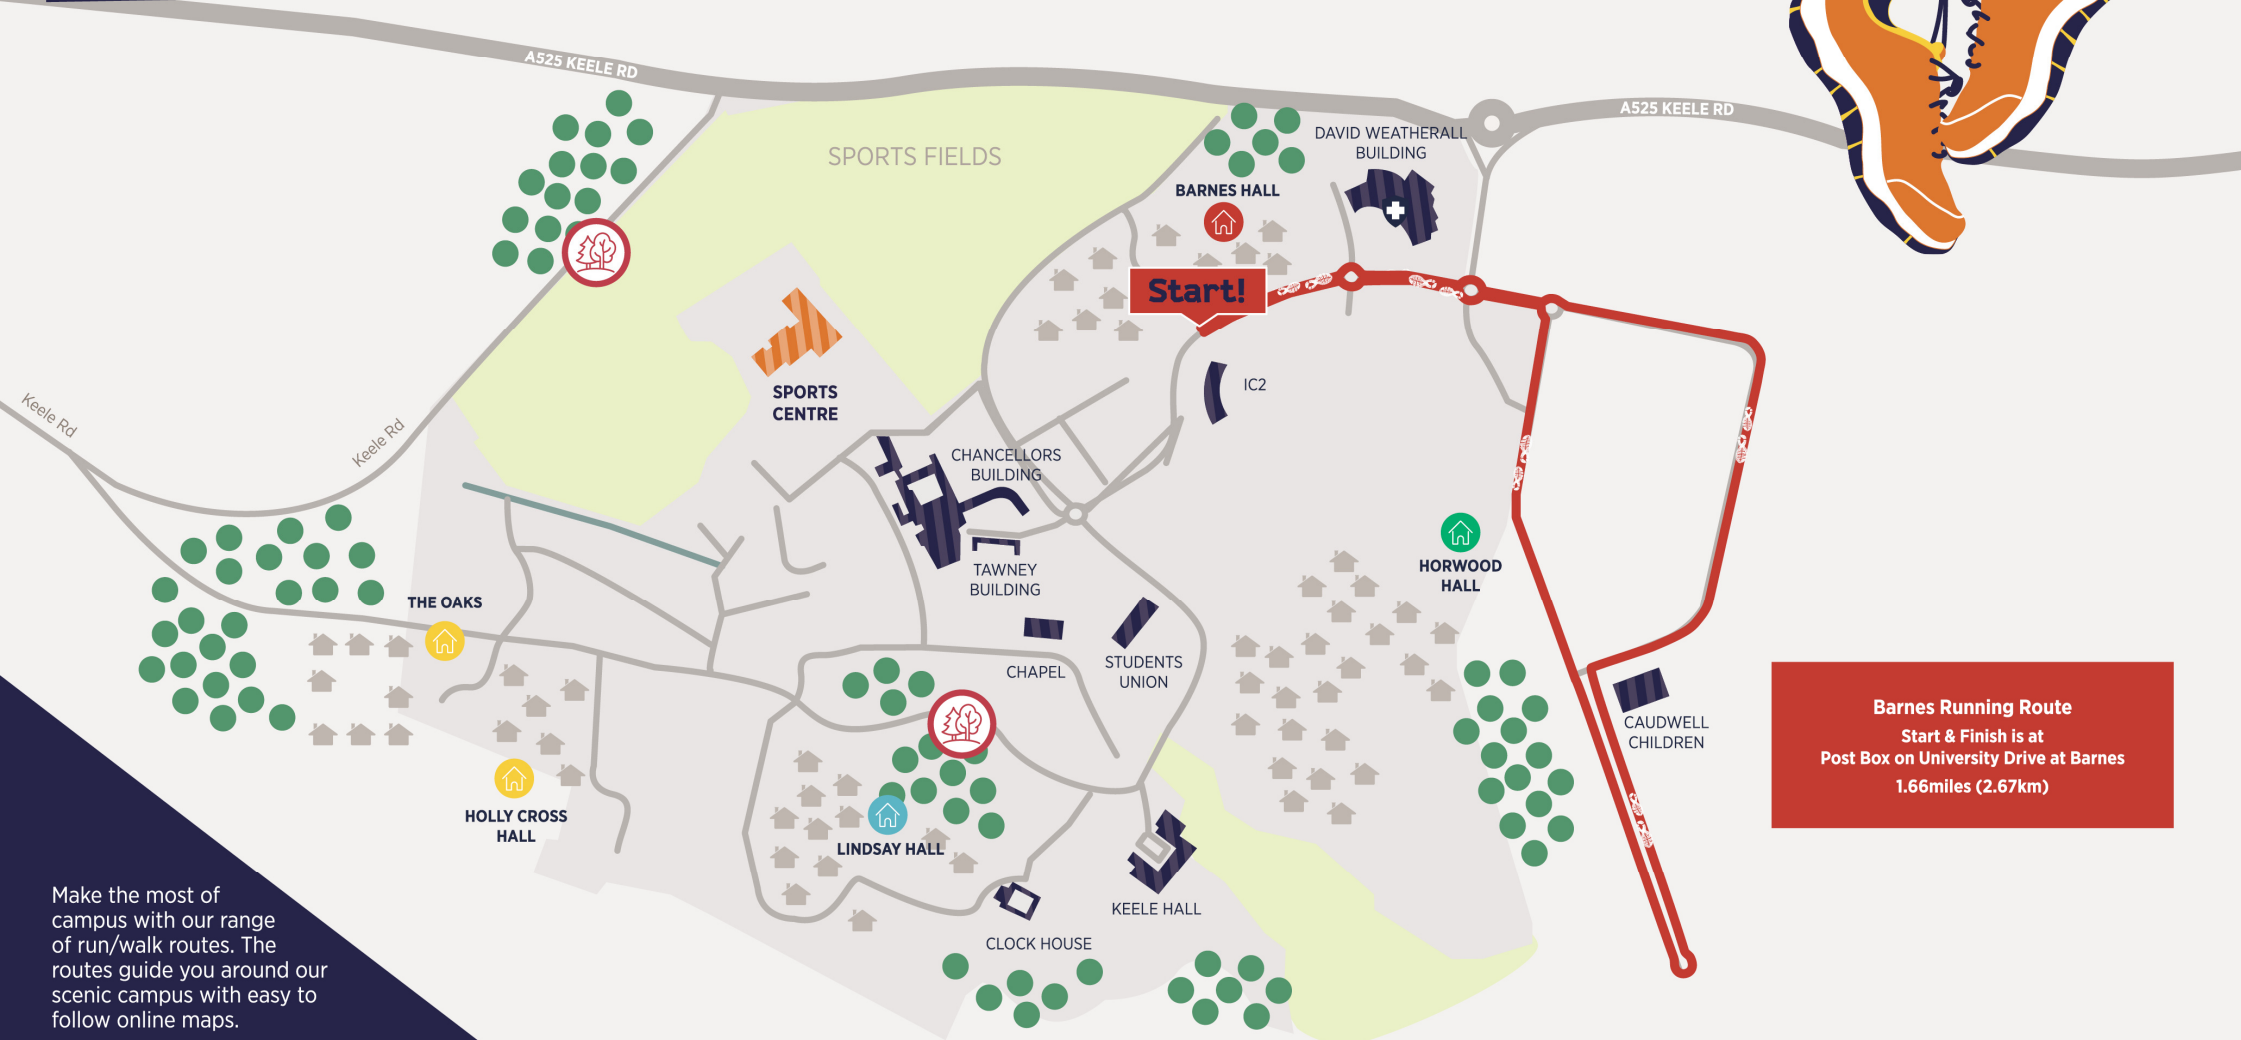 A525 KEELE RD
A525 KEELE RD
SPORTS FIELDS
DAVID WEATHERALL
BUILDING
BARNES HALL
Start!
IC2
SPORTS
CENTRE
Keele Rd
Keele Rd
CHANCELLORS
BUILDING
TAWNEY
BUILDING
HORWOOD
HALL
THE OAKS
CHAPEL
STUDENTS
UNION
CAUDWELL
CHILDREN
Barnes Running Route
Start & Finish is at
Post Box on University Drive at Barnes
1.66miles (2.67km)
HOLLY CROSS
HALL
LINDSAY HALL
KEELE HALL
CLOCK HOUSE
Make the most of
campus with our range
of run/walk routes. The
routes guide you around our
scenic campus with easy to
follow online maps.